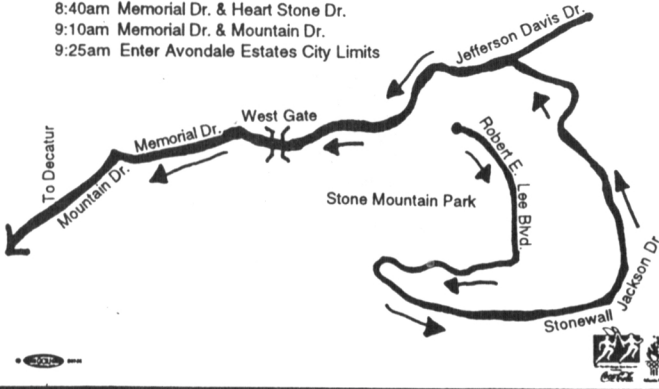 8:40am Memorial Dr. & Heart Stone Dr.
9:10am Memorial Dr. & Mountain Dr.
9:25am Enter Avondale Estates City Limits
Jefferson Davis Dr.
West Gate
Memorial Dr.
To Decatur
Mountain Dr.
Robert E. Lee Blvd.
Stone Mountain Park
Stonewall Jackson Dr
Coca-Cola